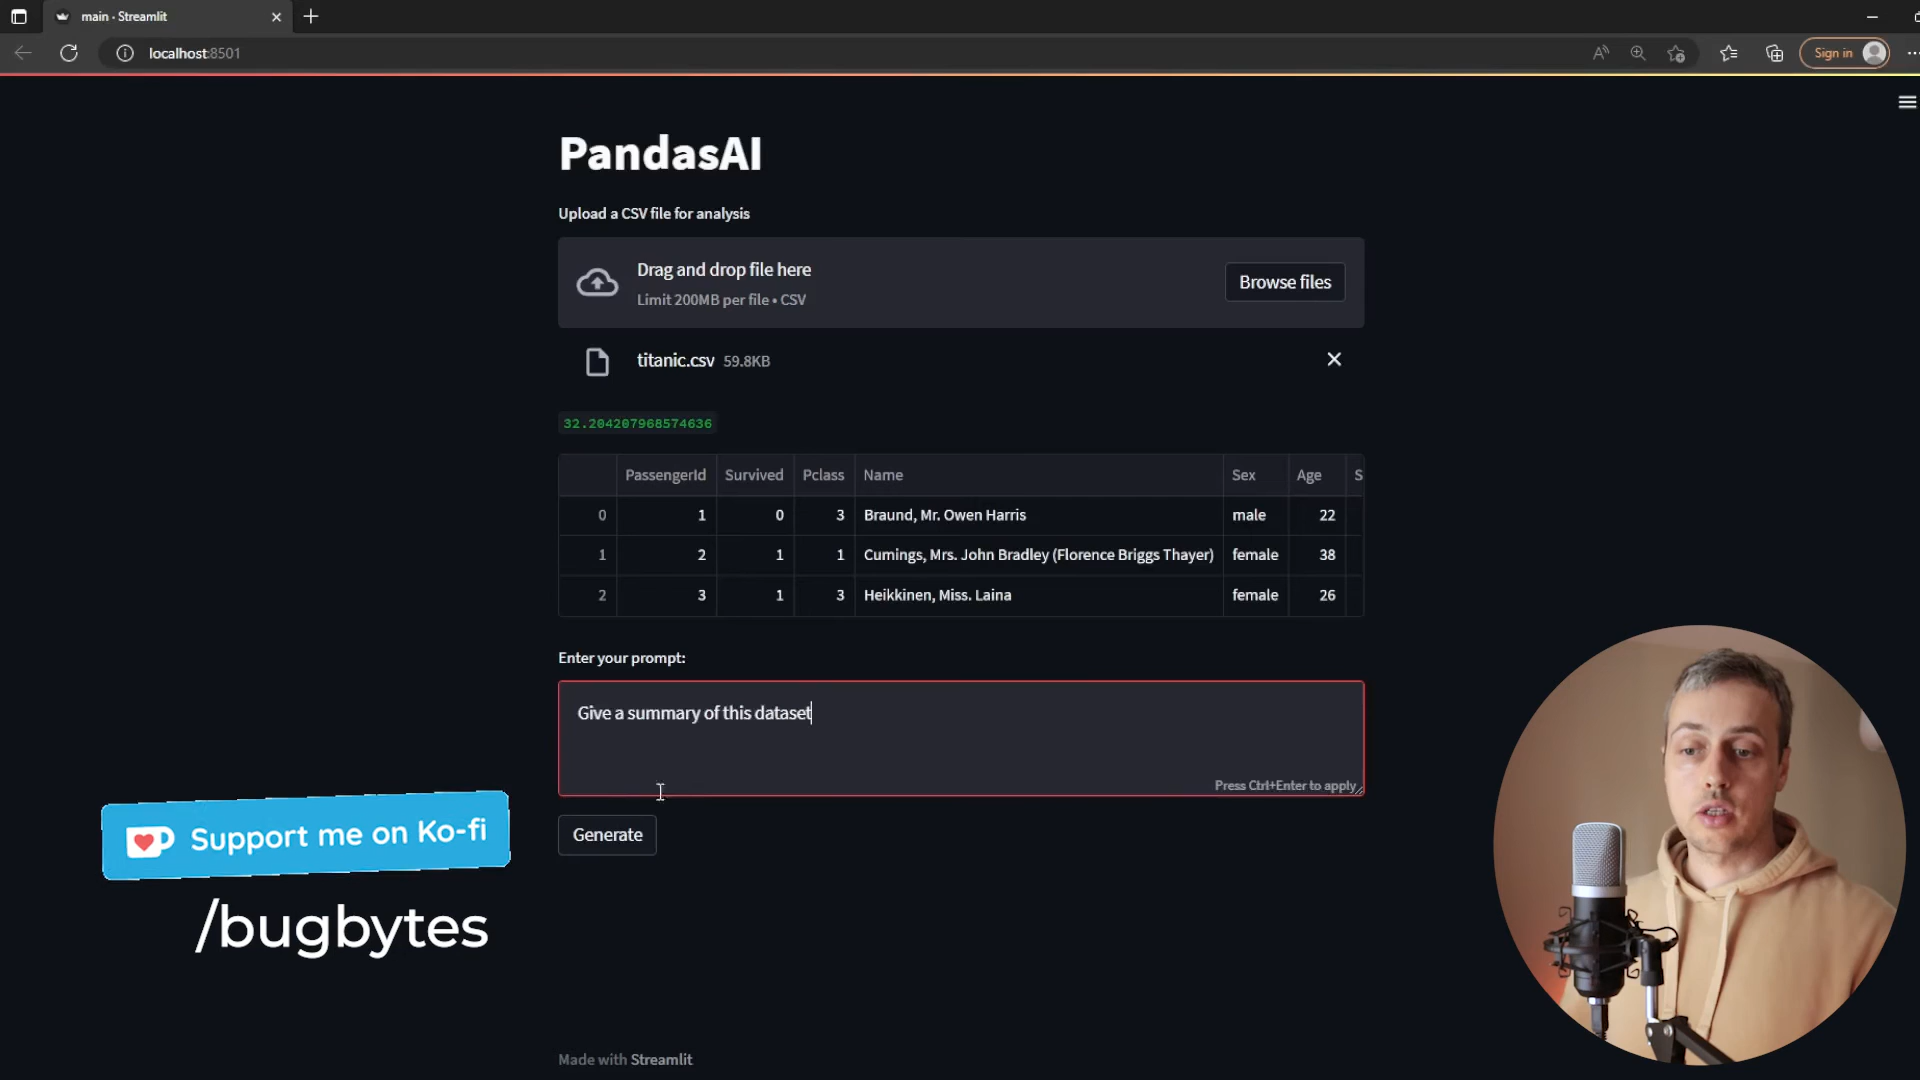 main · Streamlit
localhost:8501
Sign in
PandasAI
Upload a CSV file for analysis
Drag and drop file here
Limit 200MB per file • CSV
Browse files
titanic.csv 59.8KB
32.204207968574636
PassengerId Survived Pclass Name Sex Age S
0 1 0 3 Braund, Mr. Owen Harris male 22
1 2 1 1 Cumings, Mrs. John Bradley (Florence Briggs Thayer) female 38
2 3 1 3 Heikkinen, Miss. Laina female 26
Enter your prompt:
Give a summary of this dataset
Press Ctrl+Enter to apply
Generate
Support me on Ko-fi
/bugbytes
Made with Streamlit